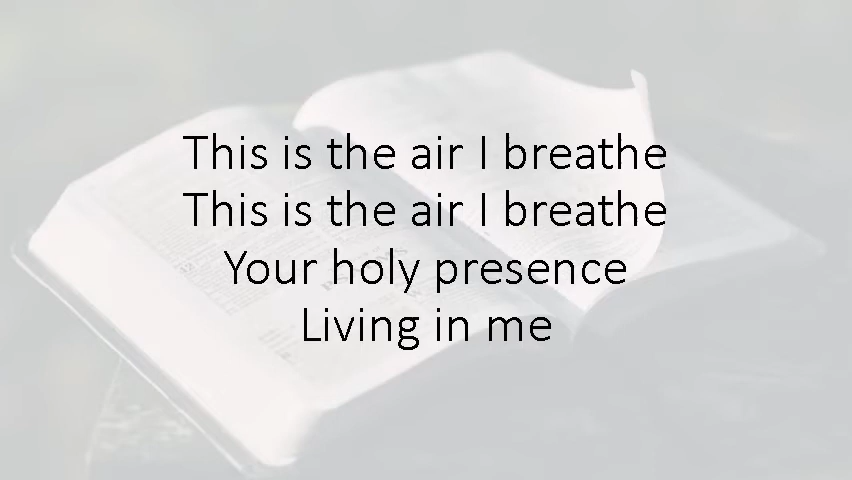 This is the air I breathe
This is the air I breathe
Your holy presence
Living in me